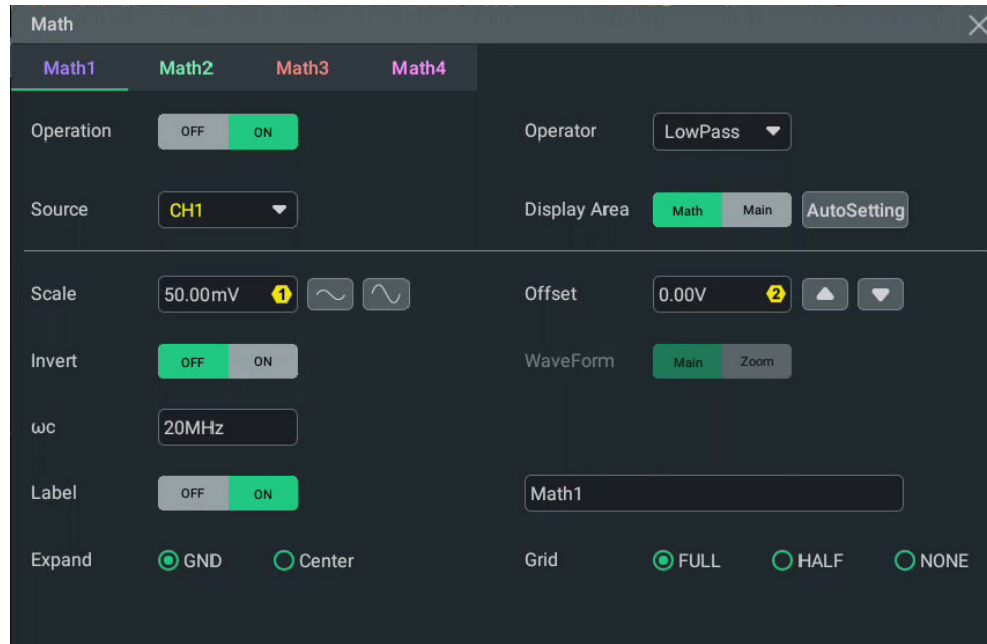 Math
Math1 Math2 Math3 Math4
Operation OFF ON Operator LowPass
Source CH1 Display Area Math Main AutoSetting
Scale 50.00mV 1 Offset 0.00V 2
Invert OFF ON WaveForm Main Zoom
ωc 20MHz
Label OFF ON Math1
Expand GND Center Grid FULL HALF NONE